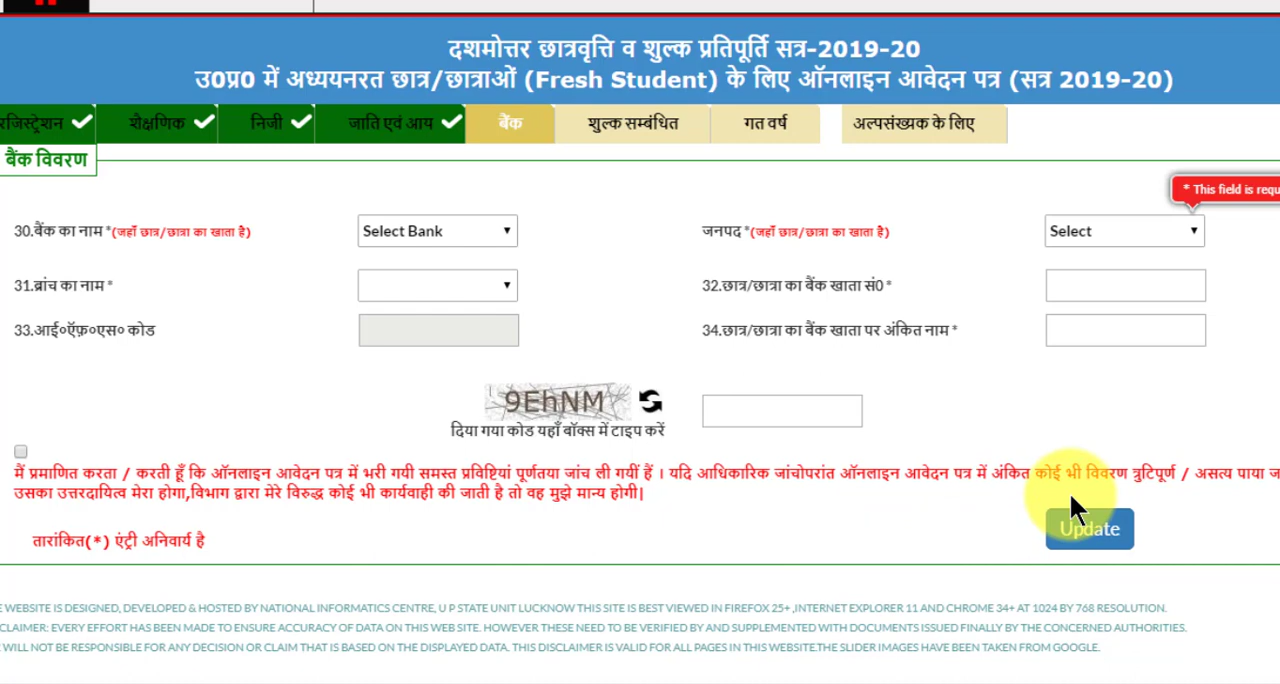 दशमोत्तर छात्रवृत्ति व शुल्क प्रतिपूर्ति सत्र-2019-20
उ0प्र0 में अध्ययनरत छात्र/छात्राओं (Fresh Student) के लिए ऑनलाइन आवेदन पत्र (सत्र 2019-20)
रजिस्ट्रेशन शैक्षणिक निजी जाति एवं आय बैंक शुल्क सम्बंधित गत वर्ष अल्पसंख्यक के लिए
बैंक विवरण
* This field is requ
30.बैंक का नाम *(जहाँ छात्र/छात्रा का खाता है) Select Bank जनपद *(जहाँ छात्र/छात्रा का खाता है) Select
31.ब्रांच का नाम * 32.छात्र/छात्रा का बैंक खाता सं0 *
33.आई०ऍफ़०एस० कोड 34.छात्र/छात्रा का बैंक खाता पर अंकित नाम *
9EhNM
दिया गया कोड यहाँ बॉक्स में टाइप करें
मैं प्रमाणित करता / करती हूँ कि ऑनलाइन आवेदन पत्र में भरी गयी समस्त प्रविष्टियां पूर्णतया जांच ली गयीं हैं । यदि आधिकारिक जांचोपरांत ऑनलाइन आवेदन पत्र में अंकित कोई भी विवरण त्रुटिपूर्ण / असत्य पाया ज
उसका उत्तरदायित्व मेरा होगा,विभाग द्वारा मेरे विरुद्ध कोई भी कार्यवाही की जाती है तो वह मुझे मान्य होगी|
Update
तारांकित(*) एंट्री अनिवार्य है
E WEBSITE IS DESIGNED, DEVELOPED & HOSTED BY NATIONAL INFORMATICS CENTRE, U P STATE UNIT LUCKNOW THIS SITE IS BEST VIEWED IN FIREFOX 25+ ,INTERNET EXPLORER 11 AND CHROME 34+ AT 1024 BY 768 RESOLUTION.
CLAIMER: EVERY EFFORT HAS BEEN MADE TO ENSURE ACCURACY OF DATA ON THIS WEB SITE. HOWEVER THESE NEED TO BE VERIFIED BY AND SUPPLEMENTED WITH DOCUMENTS ISSUED FINALLY BY THE CONCERNED AUTHORITIES.
WILL NOT BE RESPONSIBLE FOR ANY DECISION OR CLAIM THAT IS BASED ON THE DISPLAYED DATA. THIS DISCLAIMER IS VALID FOR ALL PAGES IN THIS WEBSITE.THE SLIDER IMAGES HAVE BEEN TAKEN FROM GOOGLE.